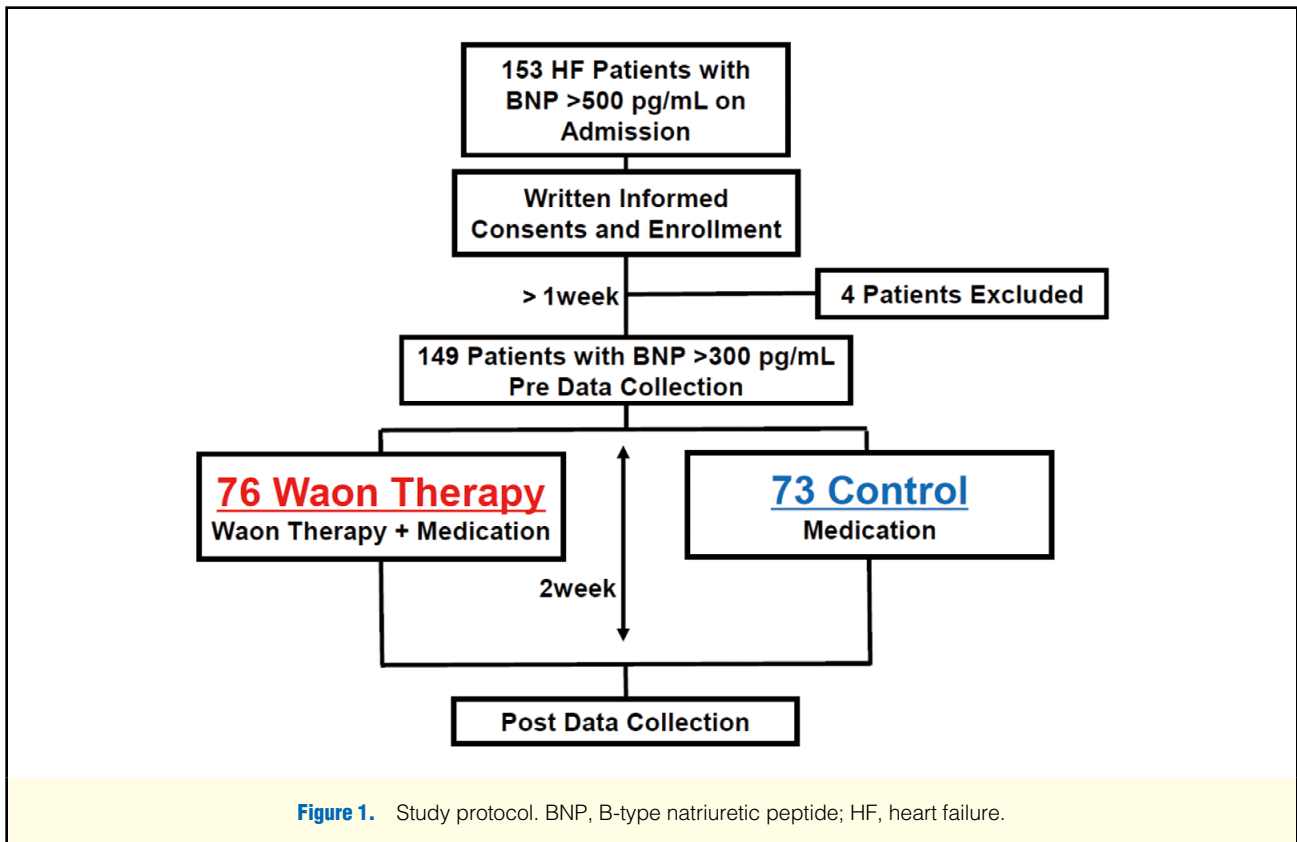 153 HF Patients with
BNP >500 pg/mL on
Admission
Written Informed
Consents and Enrollment
> 1week
4 Patients Excluded
149 Patients with BNP >300 pg/mL
Pre Data Collection
76 Waon Therapy
Waon Therapy + Medication
73 Control
Medication
2week
Post Data Collection
Figure 1. Study protocol. BNP, B-type natriuretic peptide; HF, heart failure.